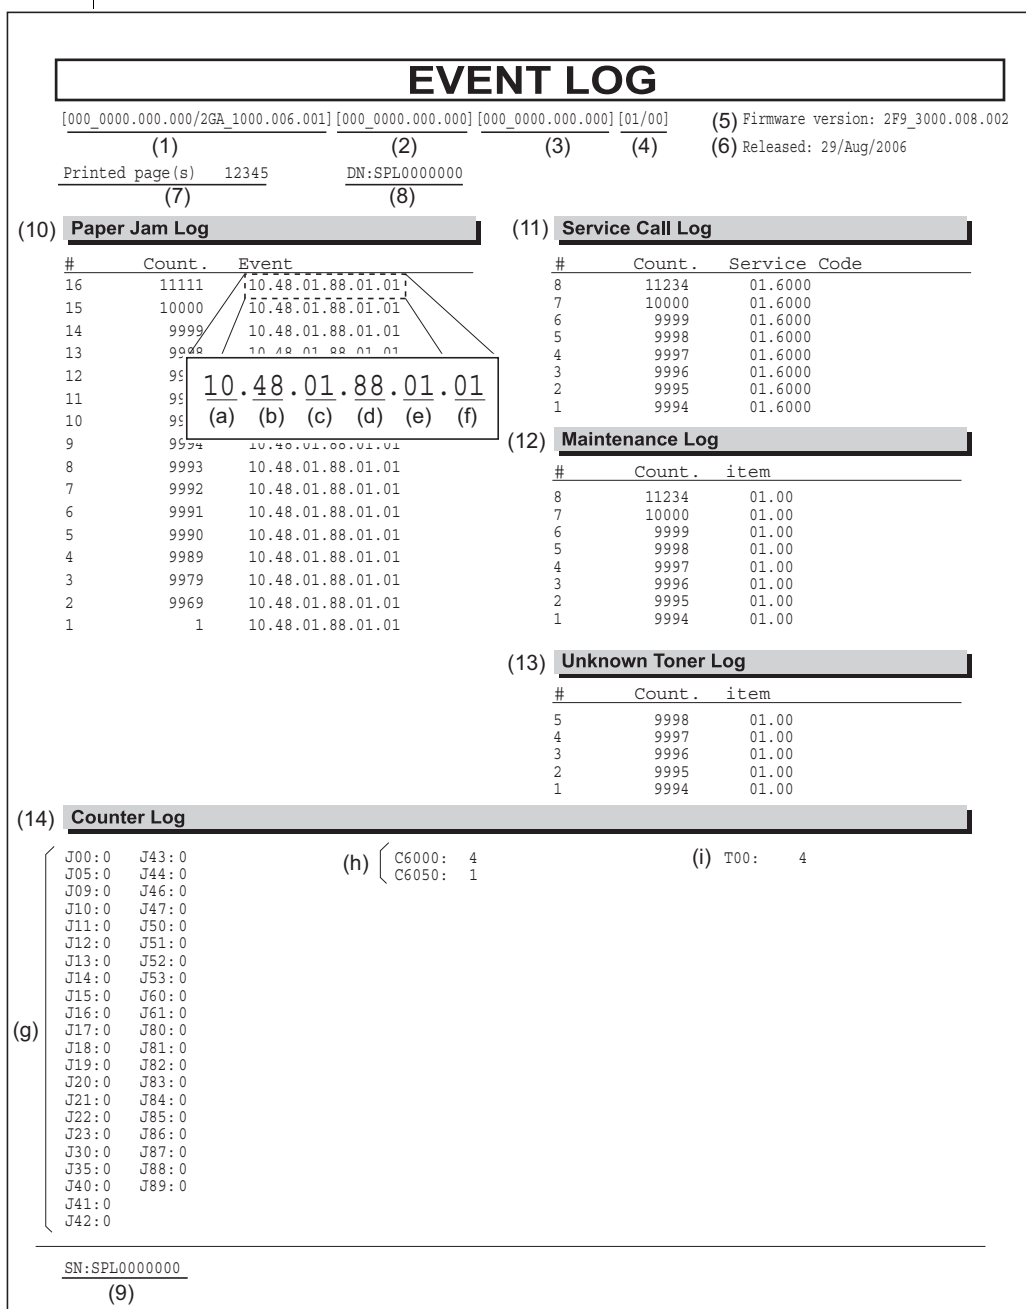 EVENT LOG
[000_0000.000.000/2GA_1000.006.001] [000_0000.000.000] [000_0000.000.000] [01/00]
(1) (2) (3) (4)
(5) Firmware version: 2F9_3000.008.002
(6) Released: 29/Aug/2006
Printed page(s) 12345 DN:SPL0000000
(7) (8)
(10) Paper Jam Log
# Count. Event
16 11111 10.48.01.88.01.01
15 10000 10.48.01.88.01.01
14 9999 10.48.01.88.01.01
13 9998 10.48.01.88.01.01
12
11
10
10.48.01.88.01.01
(a) (b) (c) (d) (e) (f)
9 9994 10.48.01.88.01.01
8 9993 10.48.01.88.01.01
7 9992 10.48.01.88.01.01
6 9991 10.48.01.88.01.01
5 9990 10.48.01.88.01.01
4 9989 10.48.01.88.01.01
3 9979 10.48.01.88.01.01
2 9969 10.48.01.88.01.01
1 1 10.48.01.88.01.01
(11) Service Call Log
# Count. Service Code
8 11234 01.6000
7 10000 01.6000
6 9999 01.6000
5 9998 01.6000
4 9997 01.6000
3 9996 01.6000
2 9995 01.6000
1 9994 01.6000
(12) Maintenance Log
# Count. item
8 11234 01.00
7 10000 01.00
6 9999 01.00
5 9998 01.00
4 9997 01.00
3 9996 01.00
2 9995 01.00
1 9994 01.00
(13) Unknown Toner Log
# Count. item
5 9998 01.00
4 9997 01.00
3 9996 01.00
2 9995 01.00
1 9994 01.00
(14) Counter Log
(g)
J00:0 J43:0
J05:0 J44:0
J09:0 J46:0
J10:0 J47:0
J11:0 J50:0
J12:0 J51:0
J13:0 J52:0
J14:0 J53:0
J15:0 J60:0
J16:0 J61:0
J17:0 J80:0
J18:0 J81:0
J19:0 J82:0
J20:0 J83:0
J21:0 J84:0
J22:0 J85:0
J23:0 J86:0
J30:0 J87:0
J35:0 J88:0
J40:0 J89:0
J41:0
J42:0
(h) C6000: 4
C6050: 1
(i) T00: 4
SN:SPL0000000
(9)